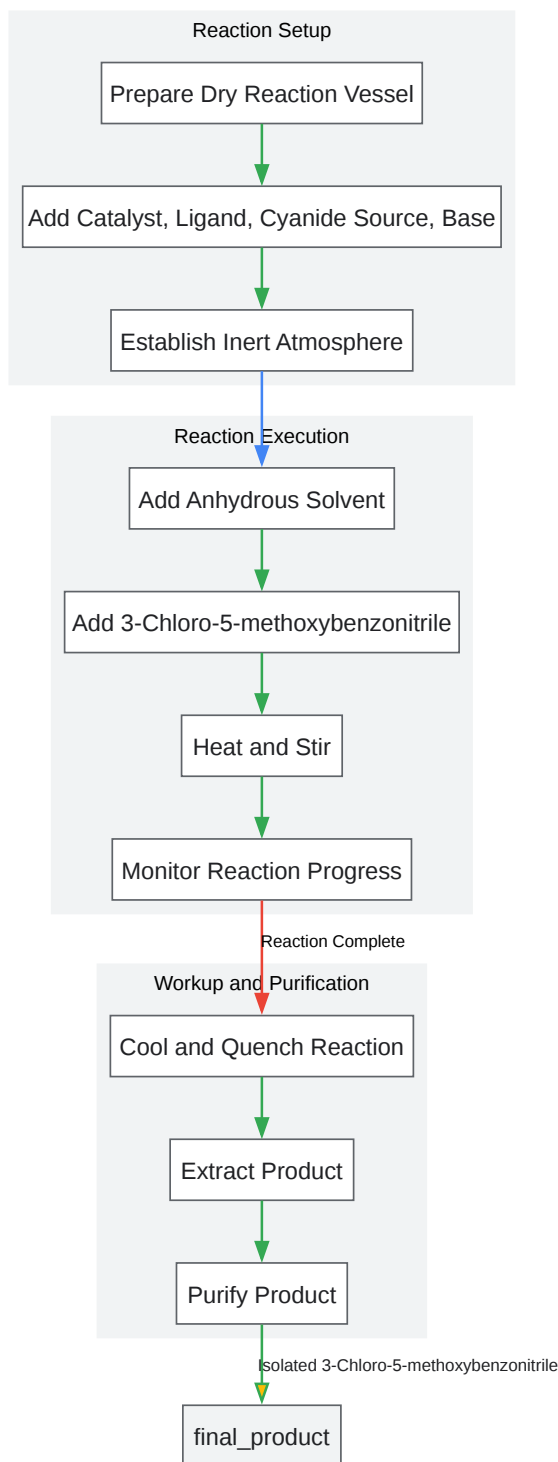 Reaction Setup
Prepare Dry Reaction Vessel
Add Catalyst, Ligand, Cyanide Source, Base
Establish Inert Atmosphere
Reaction Execution
Add Anhydrous Solvent
Add 3-Chloro-5-methoxybenzonitrile
Heat and Stir
Monitor Reaction Progress
Reaction Complete
Workup and Purification
Cool and Quench Reaction
Extract Product
Purify Product
Isolated 3-Chloro-5-methoxybenzonitrile
final_product